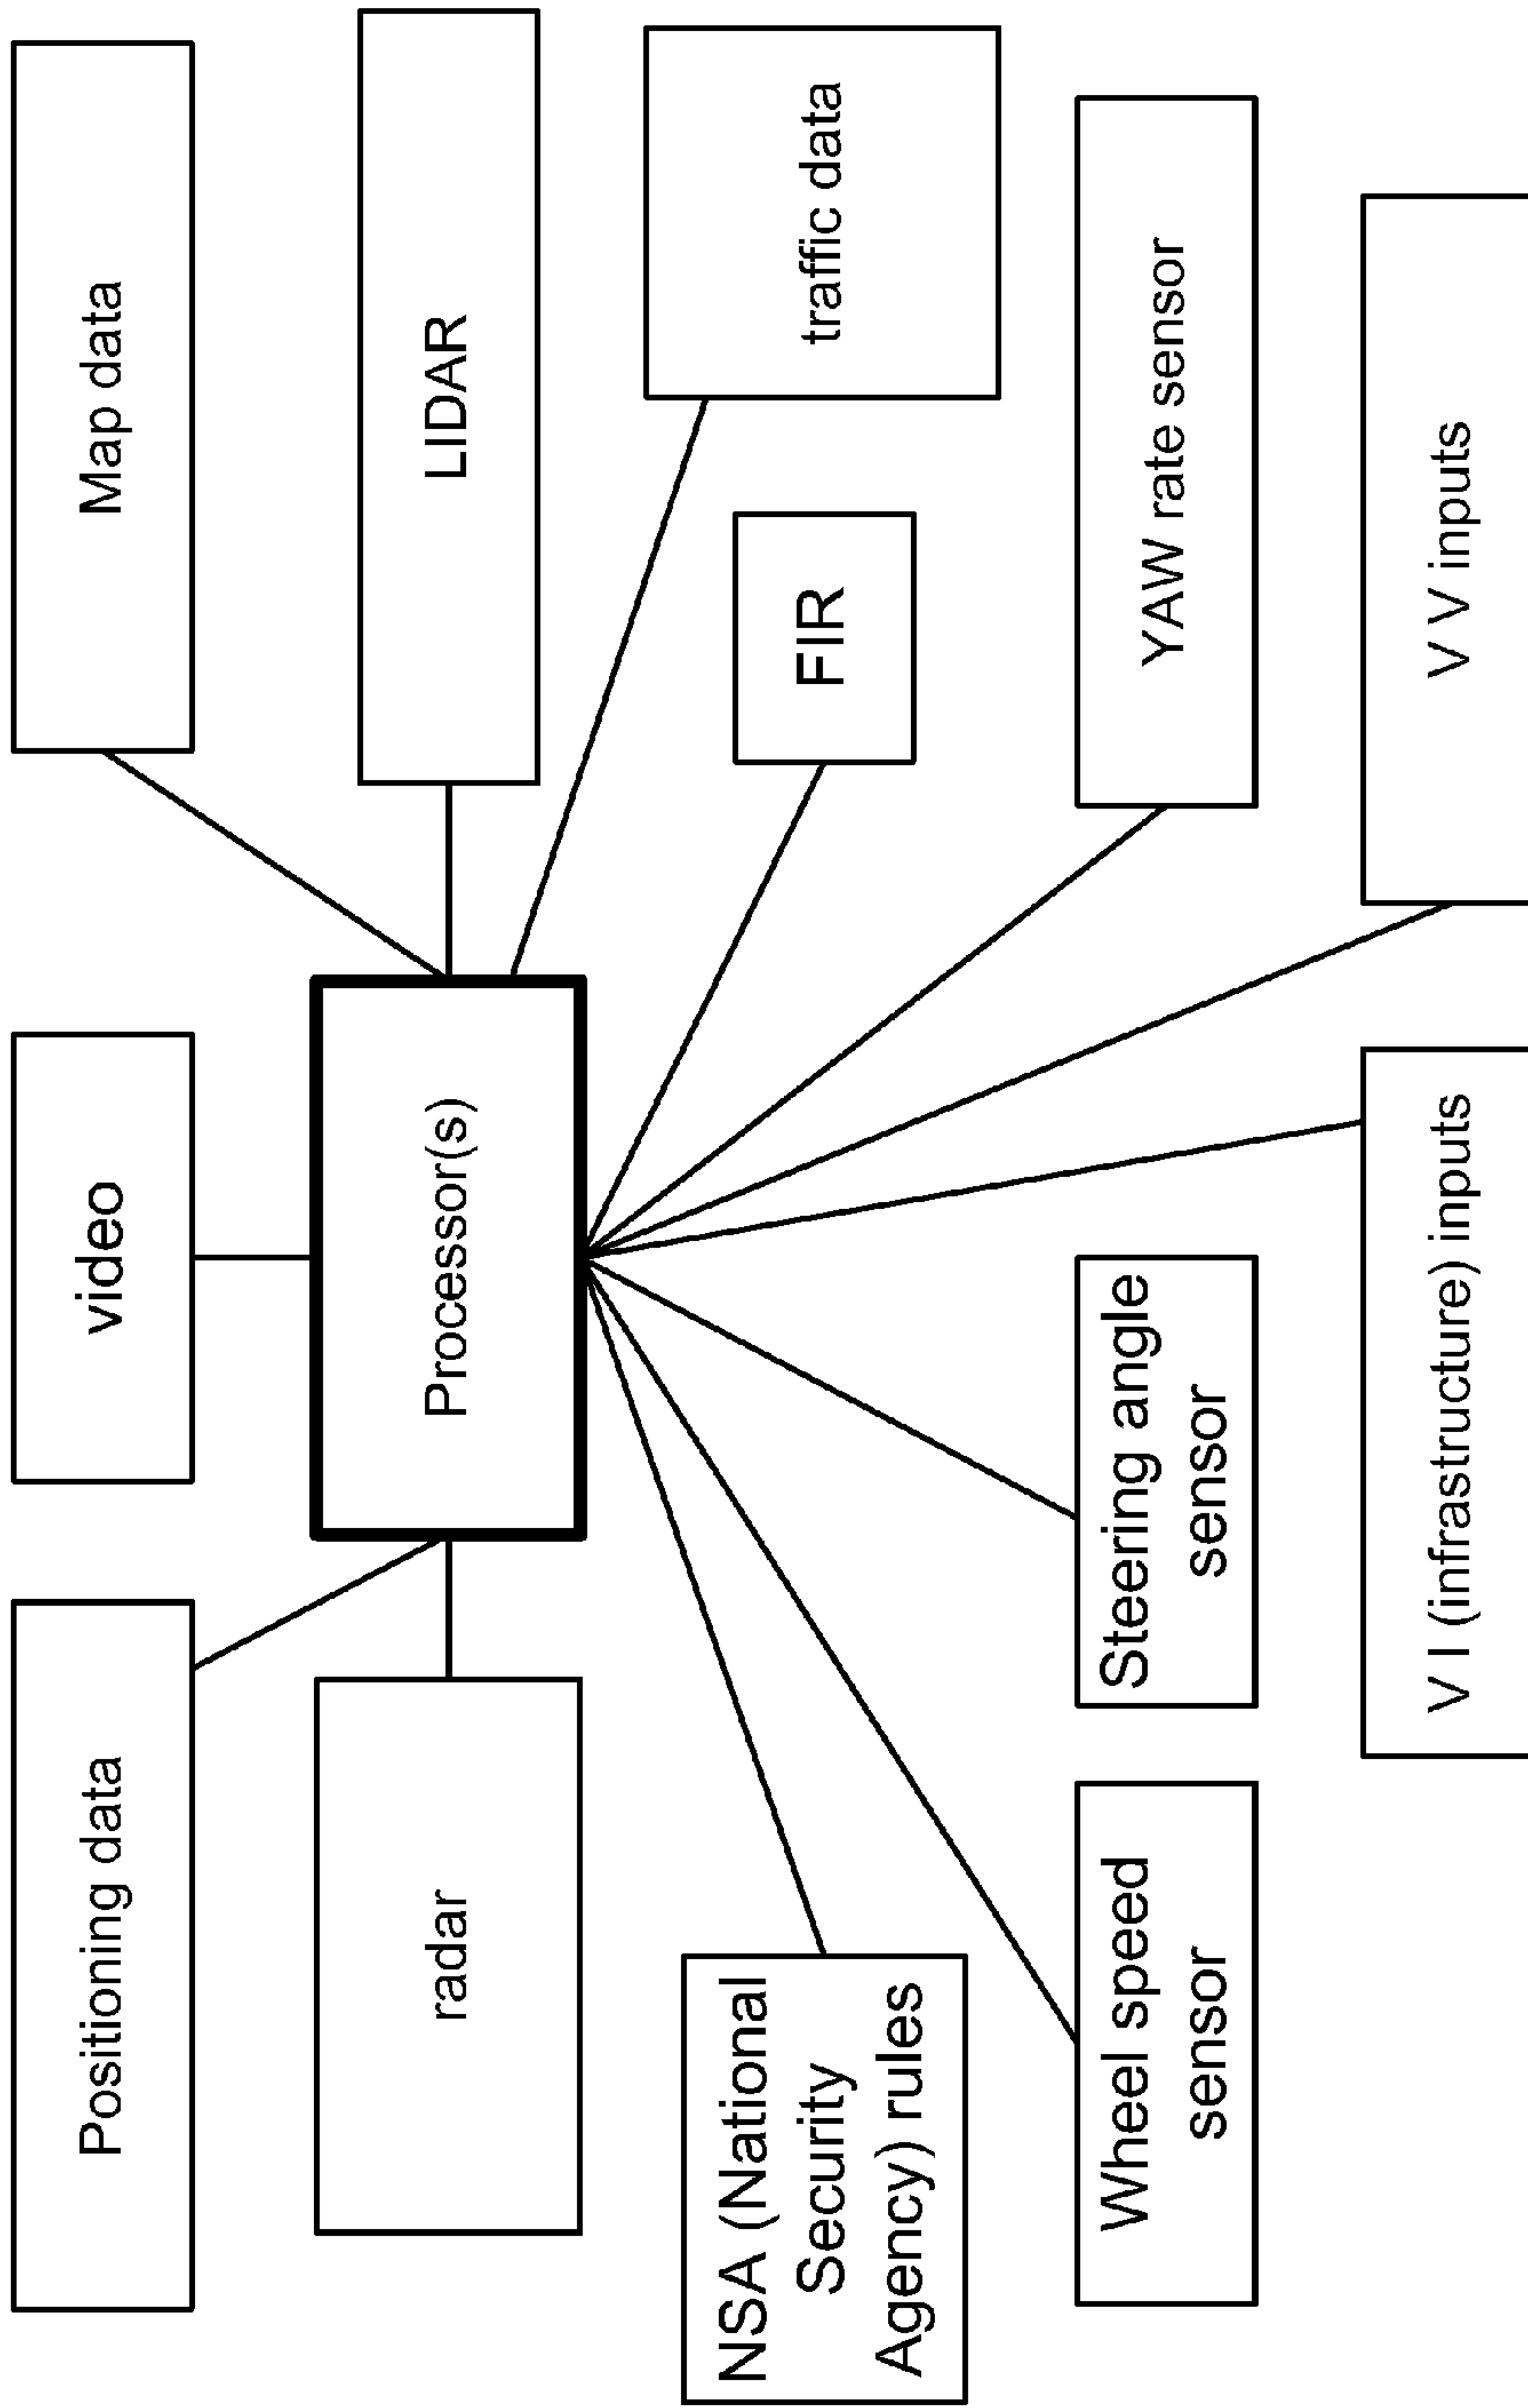 Positioning data
video
Map data
radar
Processor(s)
LIDAR
NSA (National
Security
Agency) rules
FIR
traffic data
Wheel speed
sensor
Steering angle
sensor
YAW rate sensor
V I (infrastructure) inputs
V V inputs